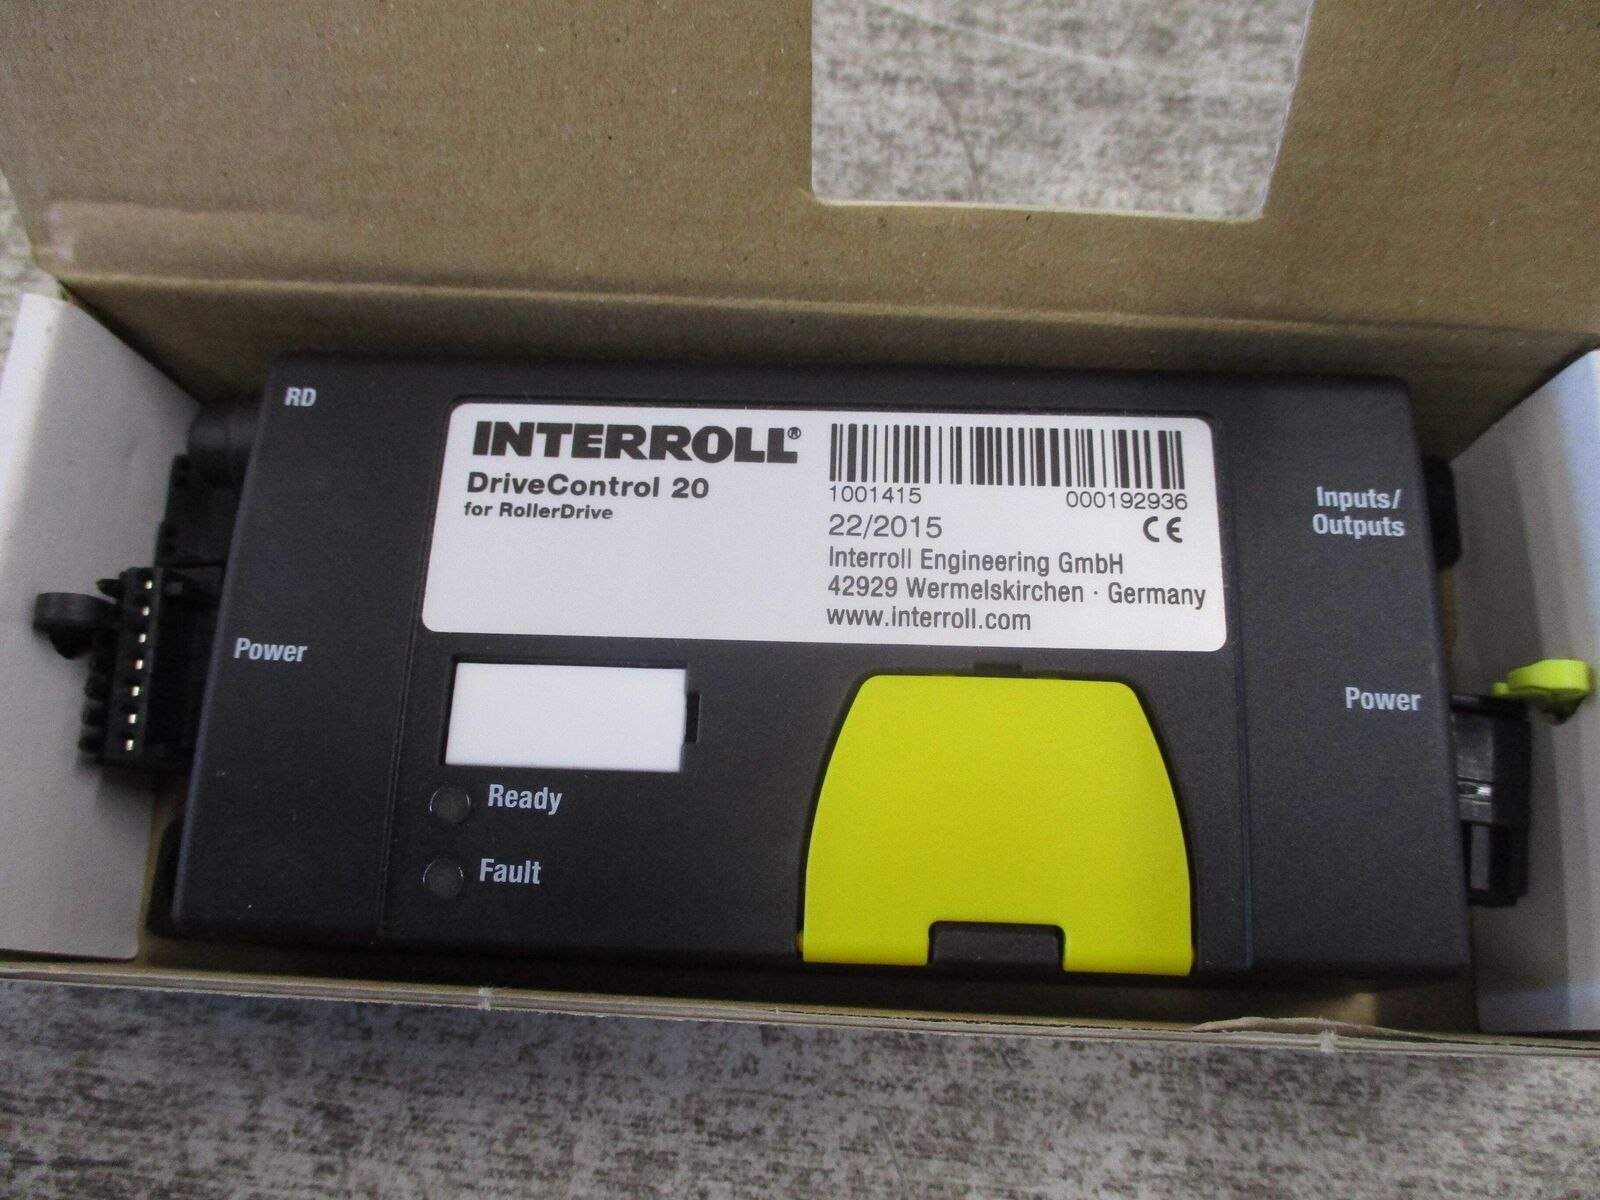 RD
INTERROLL®
DriveControl 20
for RollerDrive
1001415 000192936
22/2015 CE
Interroll Engineering GmbH
42929 Wermelskirchen · Germany
www.interroll.com
Inputs/
Outputs
Power
Power
Ready
Fault